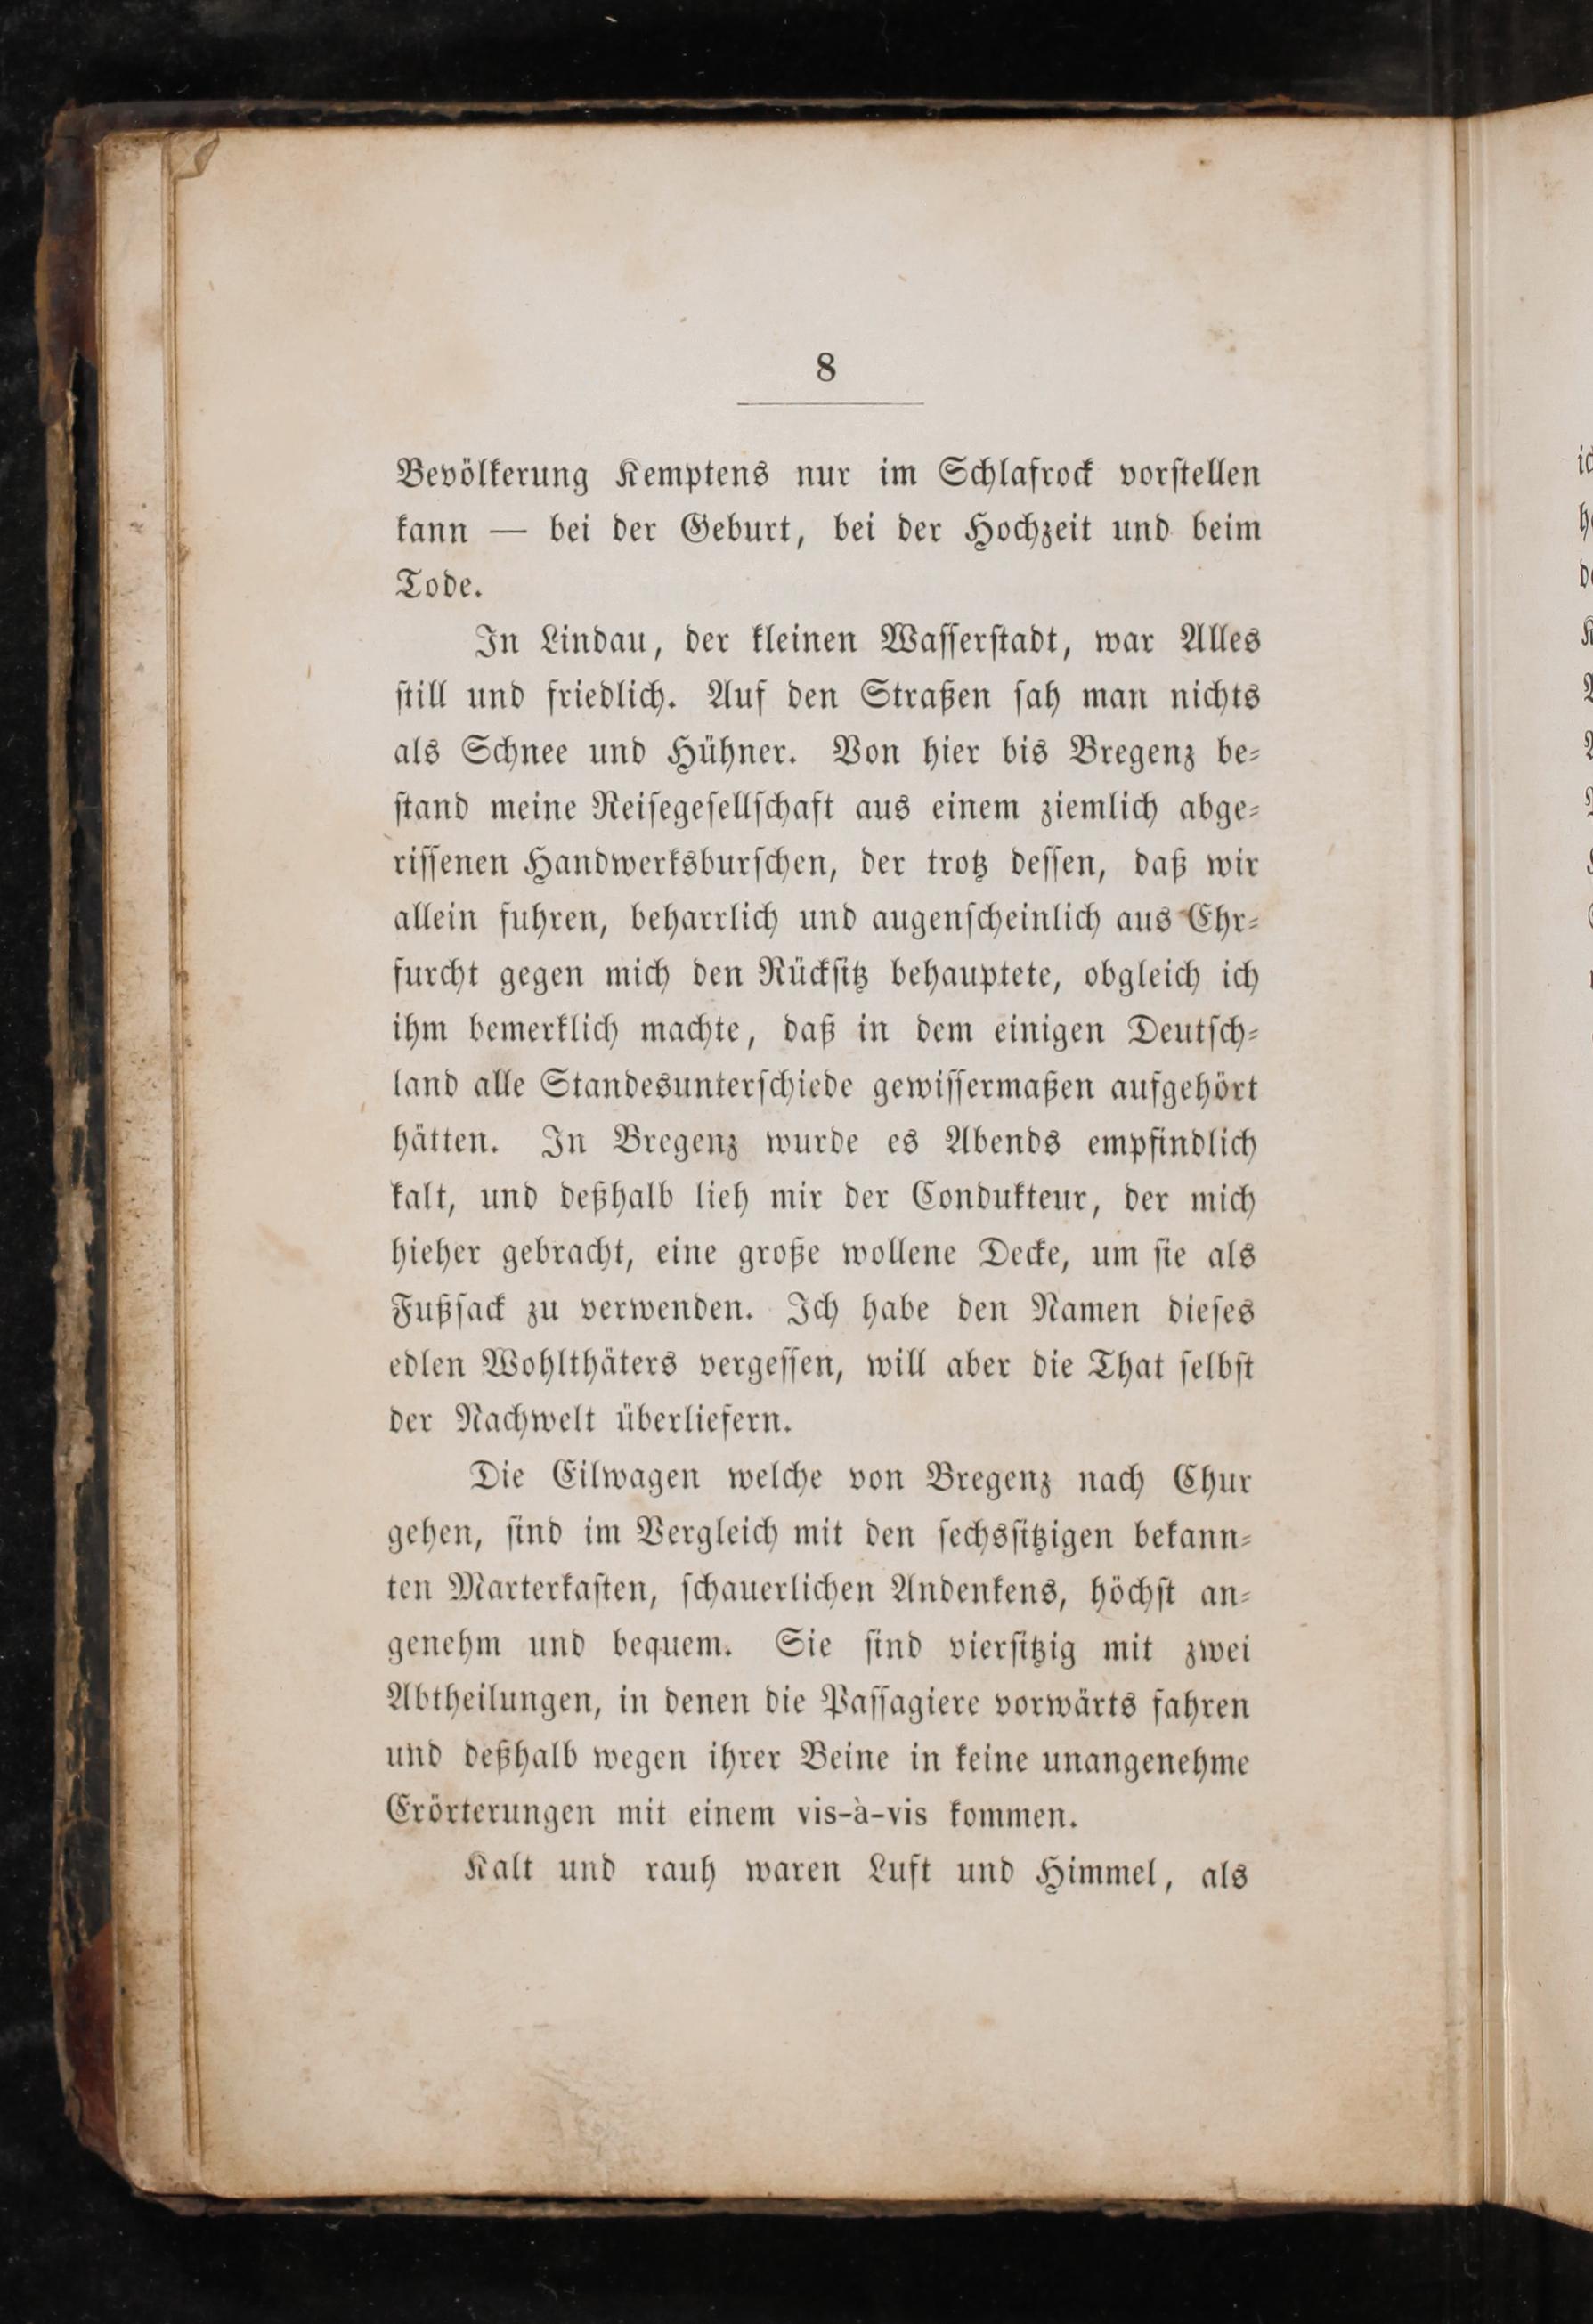 8
Bevölkerung Kemptens nur im Schlafrock vorſtellen
kann — bei der Geburt, bei der Hochzeit und beim
Tode.
In Lindau, der kleinen Waſſerſtadt, war Alles
ſtill und friedlich. Auf den Straßen ſah man nichts
als Schnee und Hühner. Von hier bis Bregenz be-
ſtand meine Reiſegeſellſchaft aus einem ziemlich abge-
riſſenen Handwerksburſchen, der trotz deſſen, daß wir
allein fuhren, beharrlich und augenſcheinlich aus Ehr-
furcht gegen mich den Rückſitz behauptete, obgleich ich
ihm bemerklich machte, daß in dem einigen Deutſch-
land alle Standesunterſchiede gewiſſermaßen aufgehört
hätten. In Bregenz wurde es Abends empfindlich
kalt, und deßhalb lieh mir der Condukteur, der mich
hieher gebracht, eine große wollene Decke, um ſie als
Fußſack zu verwenden. Ich habe den Namen dieſes
edlen Wohlthäters vergeſſen, will aber die That ſelbſt
der Nachwelt überliefern.
Die Eilwagen welche von Bregenz nach Chur
gehen, ſind im Vergleich mit den ſechsſitzigen bekann-
ten Marterkaſten, ſchauerlichen Andenkens, höchſt an-
genehm und bequem. Sie ſind vierſitzig mit zwei
Abtheilungen, in denen die Paſſagiere vorwärts fahren
und deßhalb wegen ihrer Beine in keine unangenehme
Erörterungen mit einem vis-à-vis kommen.
Kalt und rauh waren Luft und Himmel, als